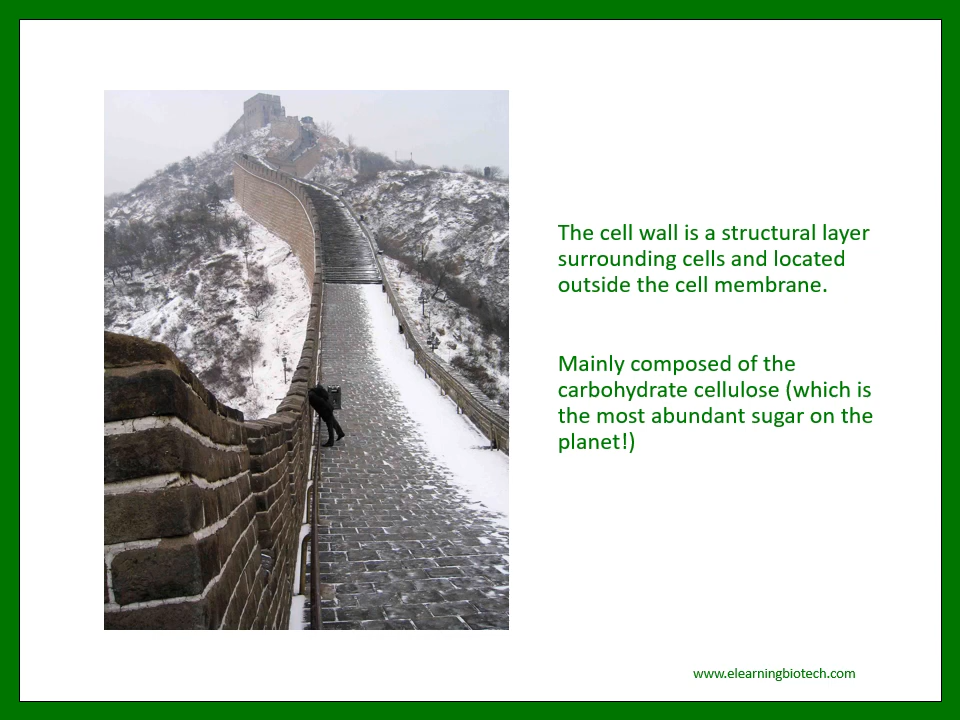 The cell wall is a structural layer
surrounding cells and located
outside the cell membrane.
Mainly composed of the
carbohydrate cellulose (which is
the most abundant sugar on the
planet!)
www.elearningbiotech.com